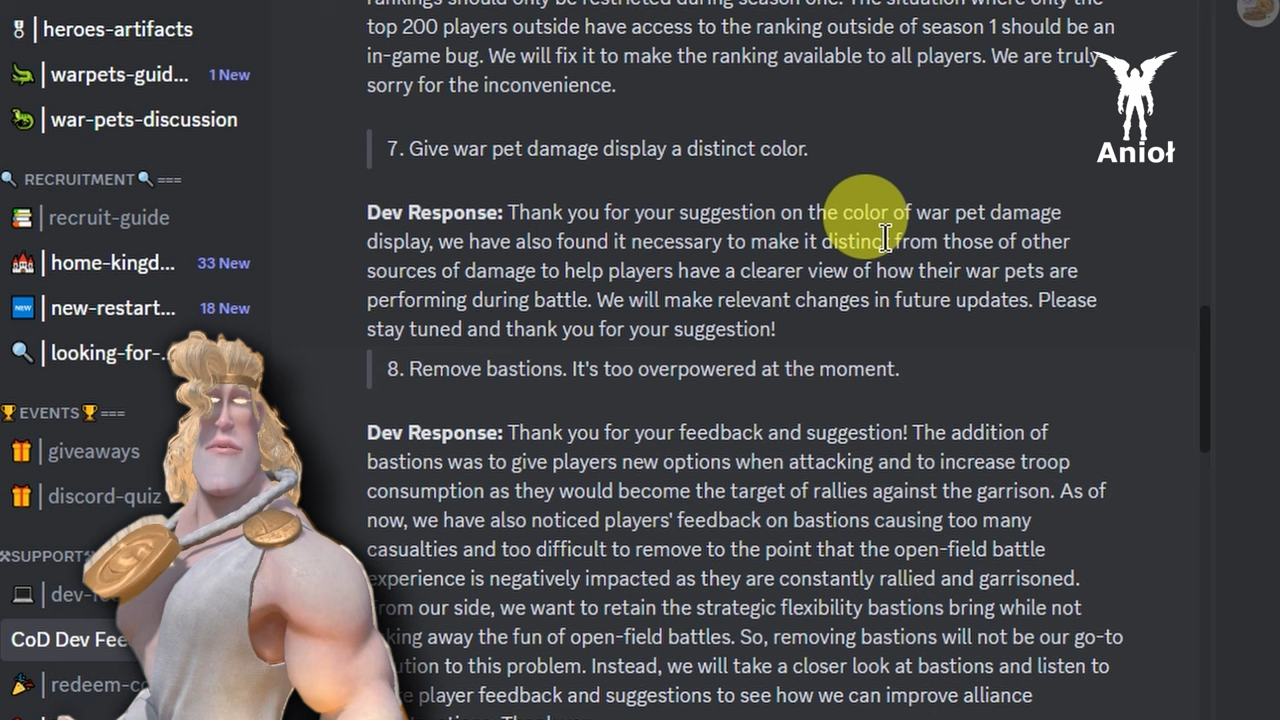 heroes-artifacts
warpets-guid... 1 New
war-pets-discussion
RECRUITMENT ===
recruit-guide
home-kingd... 33 New
new-restart... 18 New
looking-for-...
EVENTS ===
giveaways
discord-quiz
SUPPORT
CoD Dev Fee
top 200 players outside have access to the ranking outside of season 1 should be an
in-game bug. We will fix it to make the ranking available to all players. We are truly
sorry for the inconvenience.
7. Give war pet damage display a distinct color.
Dev Response: Thank you for your suggestion on the color of war pet damage
display, we have also found it necessary to make it distinct from those of other
sources of damage to help players have a clearer view of how their war pets are
performing during battle. We will make relevant changes in future updates. Please
stay tuned and thank you for your suggestion!
8. Remove bastions. It's too overpowered at the moment.
Dev Response: Thank you for your feedback and suggestion! The addition of
bastions was to give players new options when attacking and to increase troop
consumption as they would become the target of rallies against the garrison. As of
now, we have also noticed players' feedback on bastions causing too many
casualties and too difficult to remove to the point that the open-field battle
experience is negatively impacted as they are constantly rallied and garrisoned.
from our side, we want to retain the strategic flexibility bastions bring while not
away the fun of open-field battles. So, removing bastions will not be our go-to
to this problem. Instead, we will take a closer look at bastions and listen to
player feedback and suggestions to see how we can improve alliance
Anioł